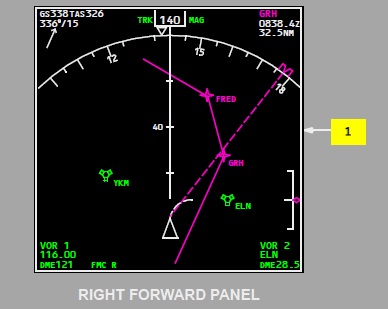 GS338TAS326 TRK 140 MAG GRH
336°/15 0838.4Z
32.5NM
12 15 18
FRED
40
GRH
YKM
ELN
1
VOR 1 VOR 2
116.00 ELN
DME121 FMC R DME28.5
RIGHT FORWARD PANEL